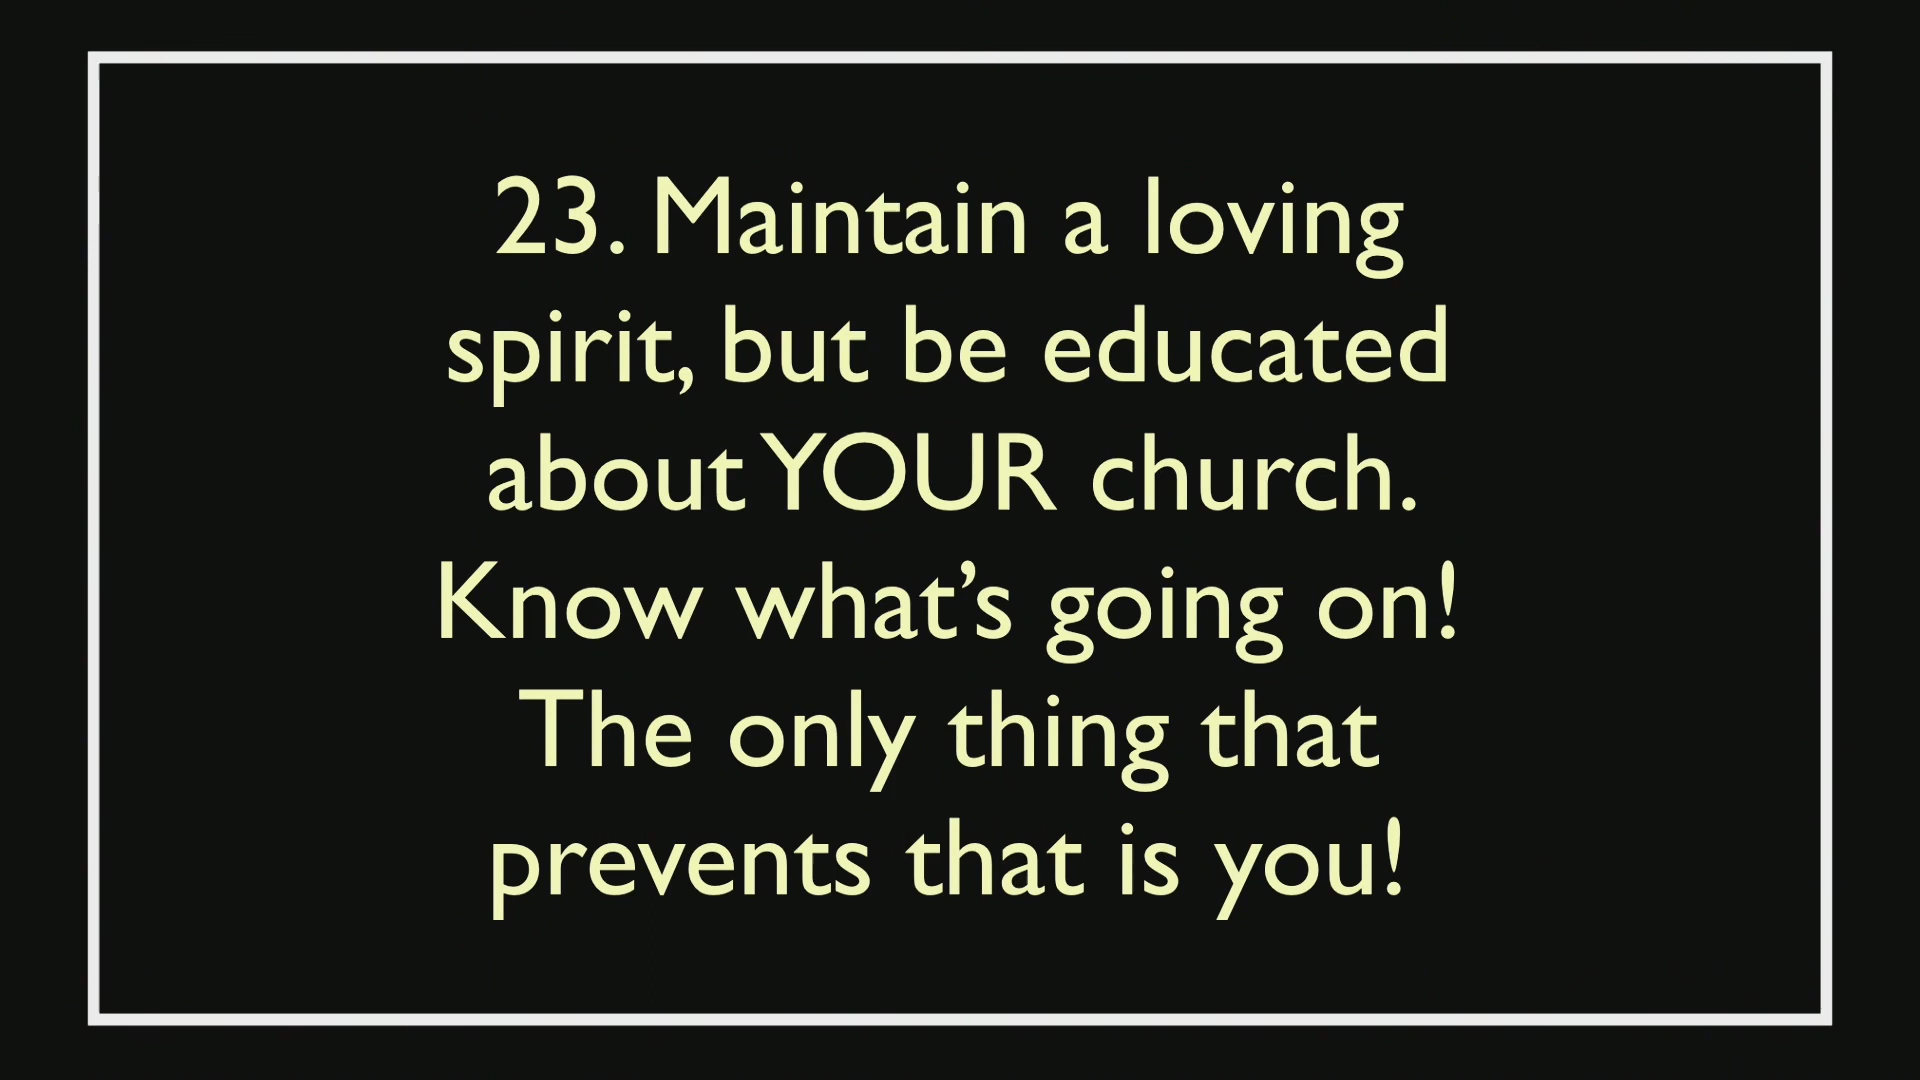 23. Maintain a loving
spirit, but be educated
about YOUR church.
Know what’s going on!
The only thing that
prevents that is you!